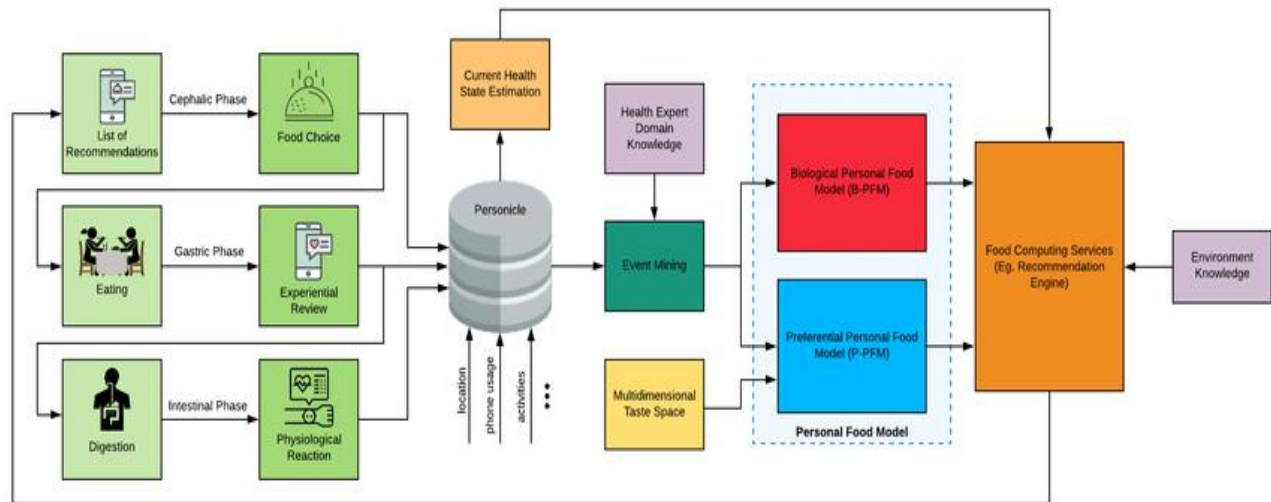 List of
Recommendations
Cephalic Phase
Food Choice
Eating
Gastric Phase
Experiential
Review
Digestion
Intestinal Phase
Physiological
Reaction
Current Health
State Estimation
Personicle
location
phone usage
activities
•••
Health Expert
Domain
Knowledge
Event Mining
Multidimensional
Taste Space
Biological Personal Food
Model (B-PFM)
Preferential Personal Food
Model (P-PFM)
Personal Food Model
Food Computing Services
(Eg. Recommendation
Engine)
Environment
Knowledge